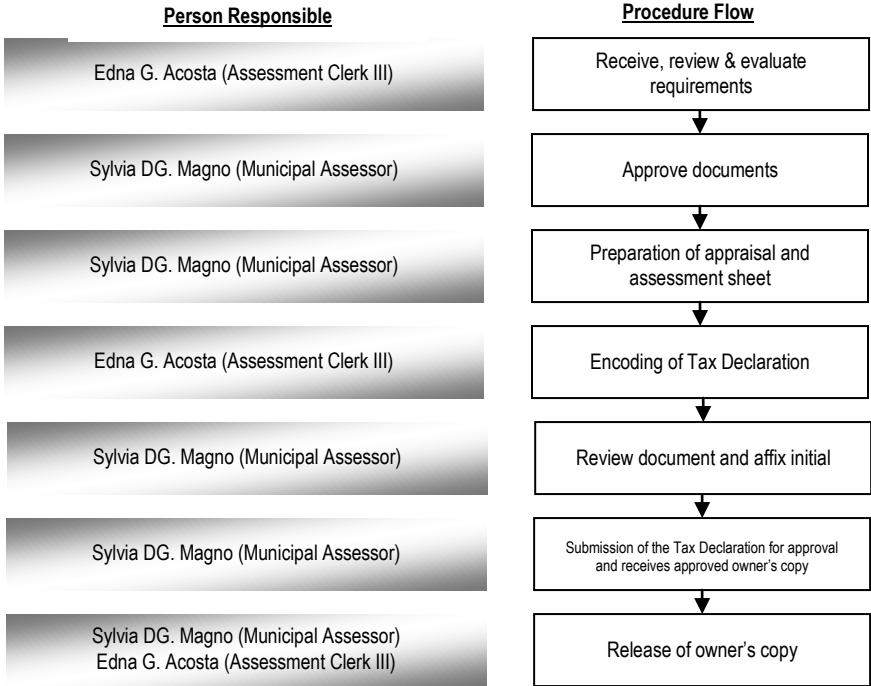 Person Responsible
Procedure Flow
Edna G. Acosta (Assessment Clerk III)
Receive, review & evaluate
requirements
Sylvia DG. Magno (Municipal Assessor)
Approve documents
Sylvia DG. Magno (Municipal Assessor)
Preparation of appraisal and
assessment sheet
Edna G. Acosta (Assessment Clerk III)
Encoding of Tax Declaration
Sylvia DG. Magno (Municipal Assessor)
Review document and affix initial
Sylvia DG. Magno (Municipal Assessor)
Submission of the Tax Declaration for approval
and receives approved owner’s copy
Sylvia DG. Magno (Municipal Assessor)
Edna G. Acosta (Assessment Clerk III)
Release of owner’s copy